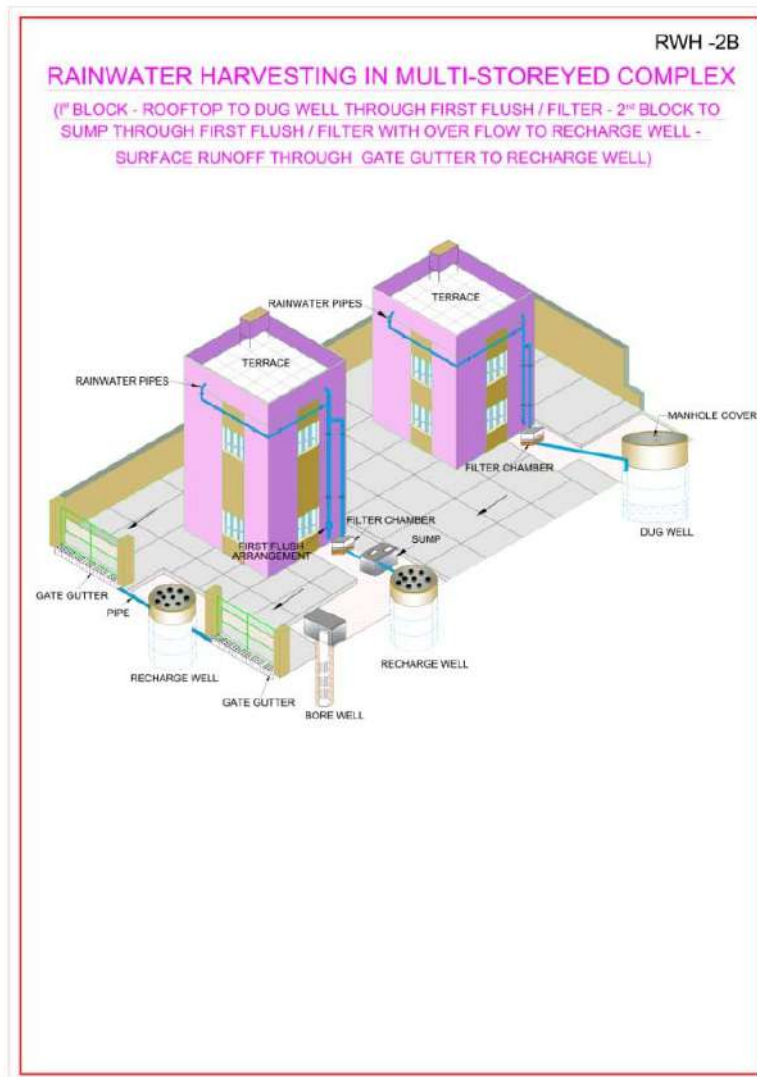 RWH -2B
RAINWATER HARVESTING IN MULTI-STOREYED COMPLEX
(Iˢᵗ BLOCK - ROOFTOP TO DUG WELL THROUGH FIRST FLUSH / FILTER - 2ⁿᵈ BLOCK TO
SUMP THROUGH FIRST FLUSH / FILTER WITH OVER FLOW TO RECHARGE WELL -
SURFACE RUNOFF THROUGH GATE GUTTER TO RECHARGE WELL)
TERRACE
RAINWATER PIPES
TERRACE
RAINWATER PIPES
MANHOLE COVER
FILTER CHAMBER
DUG WELL
FILTER CHAMBER
SUMP
FIRST FLUSH
ARRANGEMENT
GATE GUTTER
PIPE
RECHARGE WELL
RECHARGE WELL
GATE GUTTER
BORE WELL